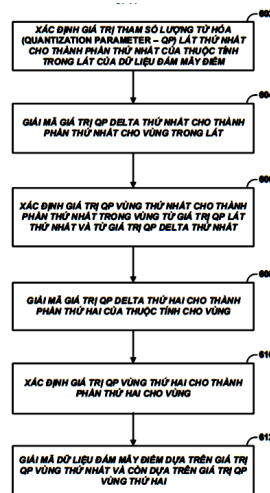 602
XÁC ĐỊNH GIÁ TRỊ THAM SỐ LƯỢNG TỬ HÓA
(QUANTIZATION PARAMETER – QP) LÁT THỨ NHẤT
CHO THÀNH PHẦN THỨ NHẤT CỦA THUỘC TÍNH
TRONG LÁT CỦA DỮ LIỆU ĐÁM MÂY ĐIỂM
604
GIẢI MÃ GIÁ TRỊ QP DELTA THỨ NHẤT CHO THÀNH
PHẦN THỨ NHẤT CHO VÙNG TRONG LÁT
606
XÁC ĐỊNH GIÁ TRỊ QP VÙNG THỨ NHẤT CHO THÀNH
PHẦN THỨ NHẤT TRONG VÙNG TỪ GIÁ TRỊ QP LÁT
THỨ NHẤT VÀ TỪ GIÁ TRỊ QP DELTA THỨ NHẤT
608
GIẢI MÃ GIÁ TRỊ QP DELTA THỨ HAI CHO THÀNH
PHẦN THỨ HAI CỦA THUỘC TÍNH CHO VÙNG
610
XÁC ĐỊNH GIÁ TRỊ QP VÙNG THỨ HAI CHO THÀNH
PHẦN THỨ HAI CHO VÙNG
612
GIẢI MÃ DỮ LIỆU ĐÁM MÂY ĐIỂM DỰA TRÊN GIÁ TRỊ
QP VÙNG THỨ NHẤT VÀ CÒN DỰA TRÊN GIÁ TRỊ QP
VÙNG THỨ HAI